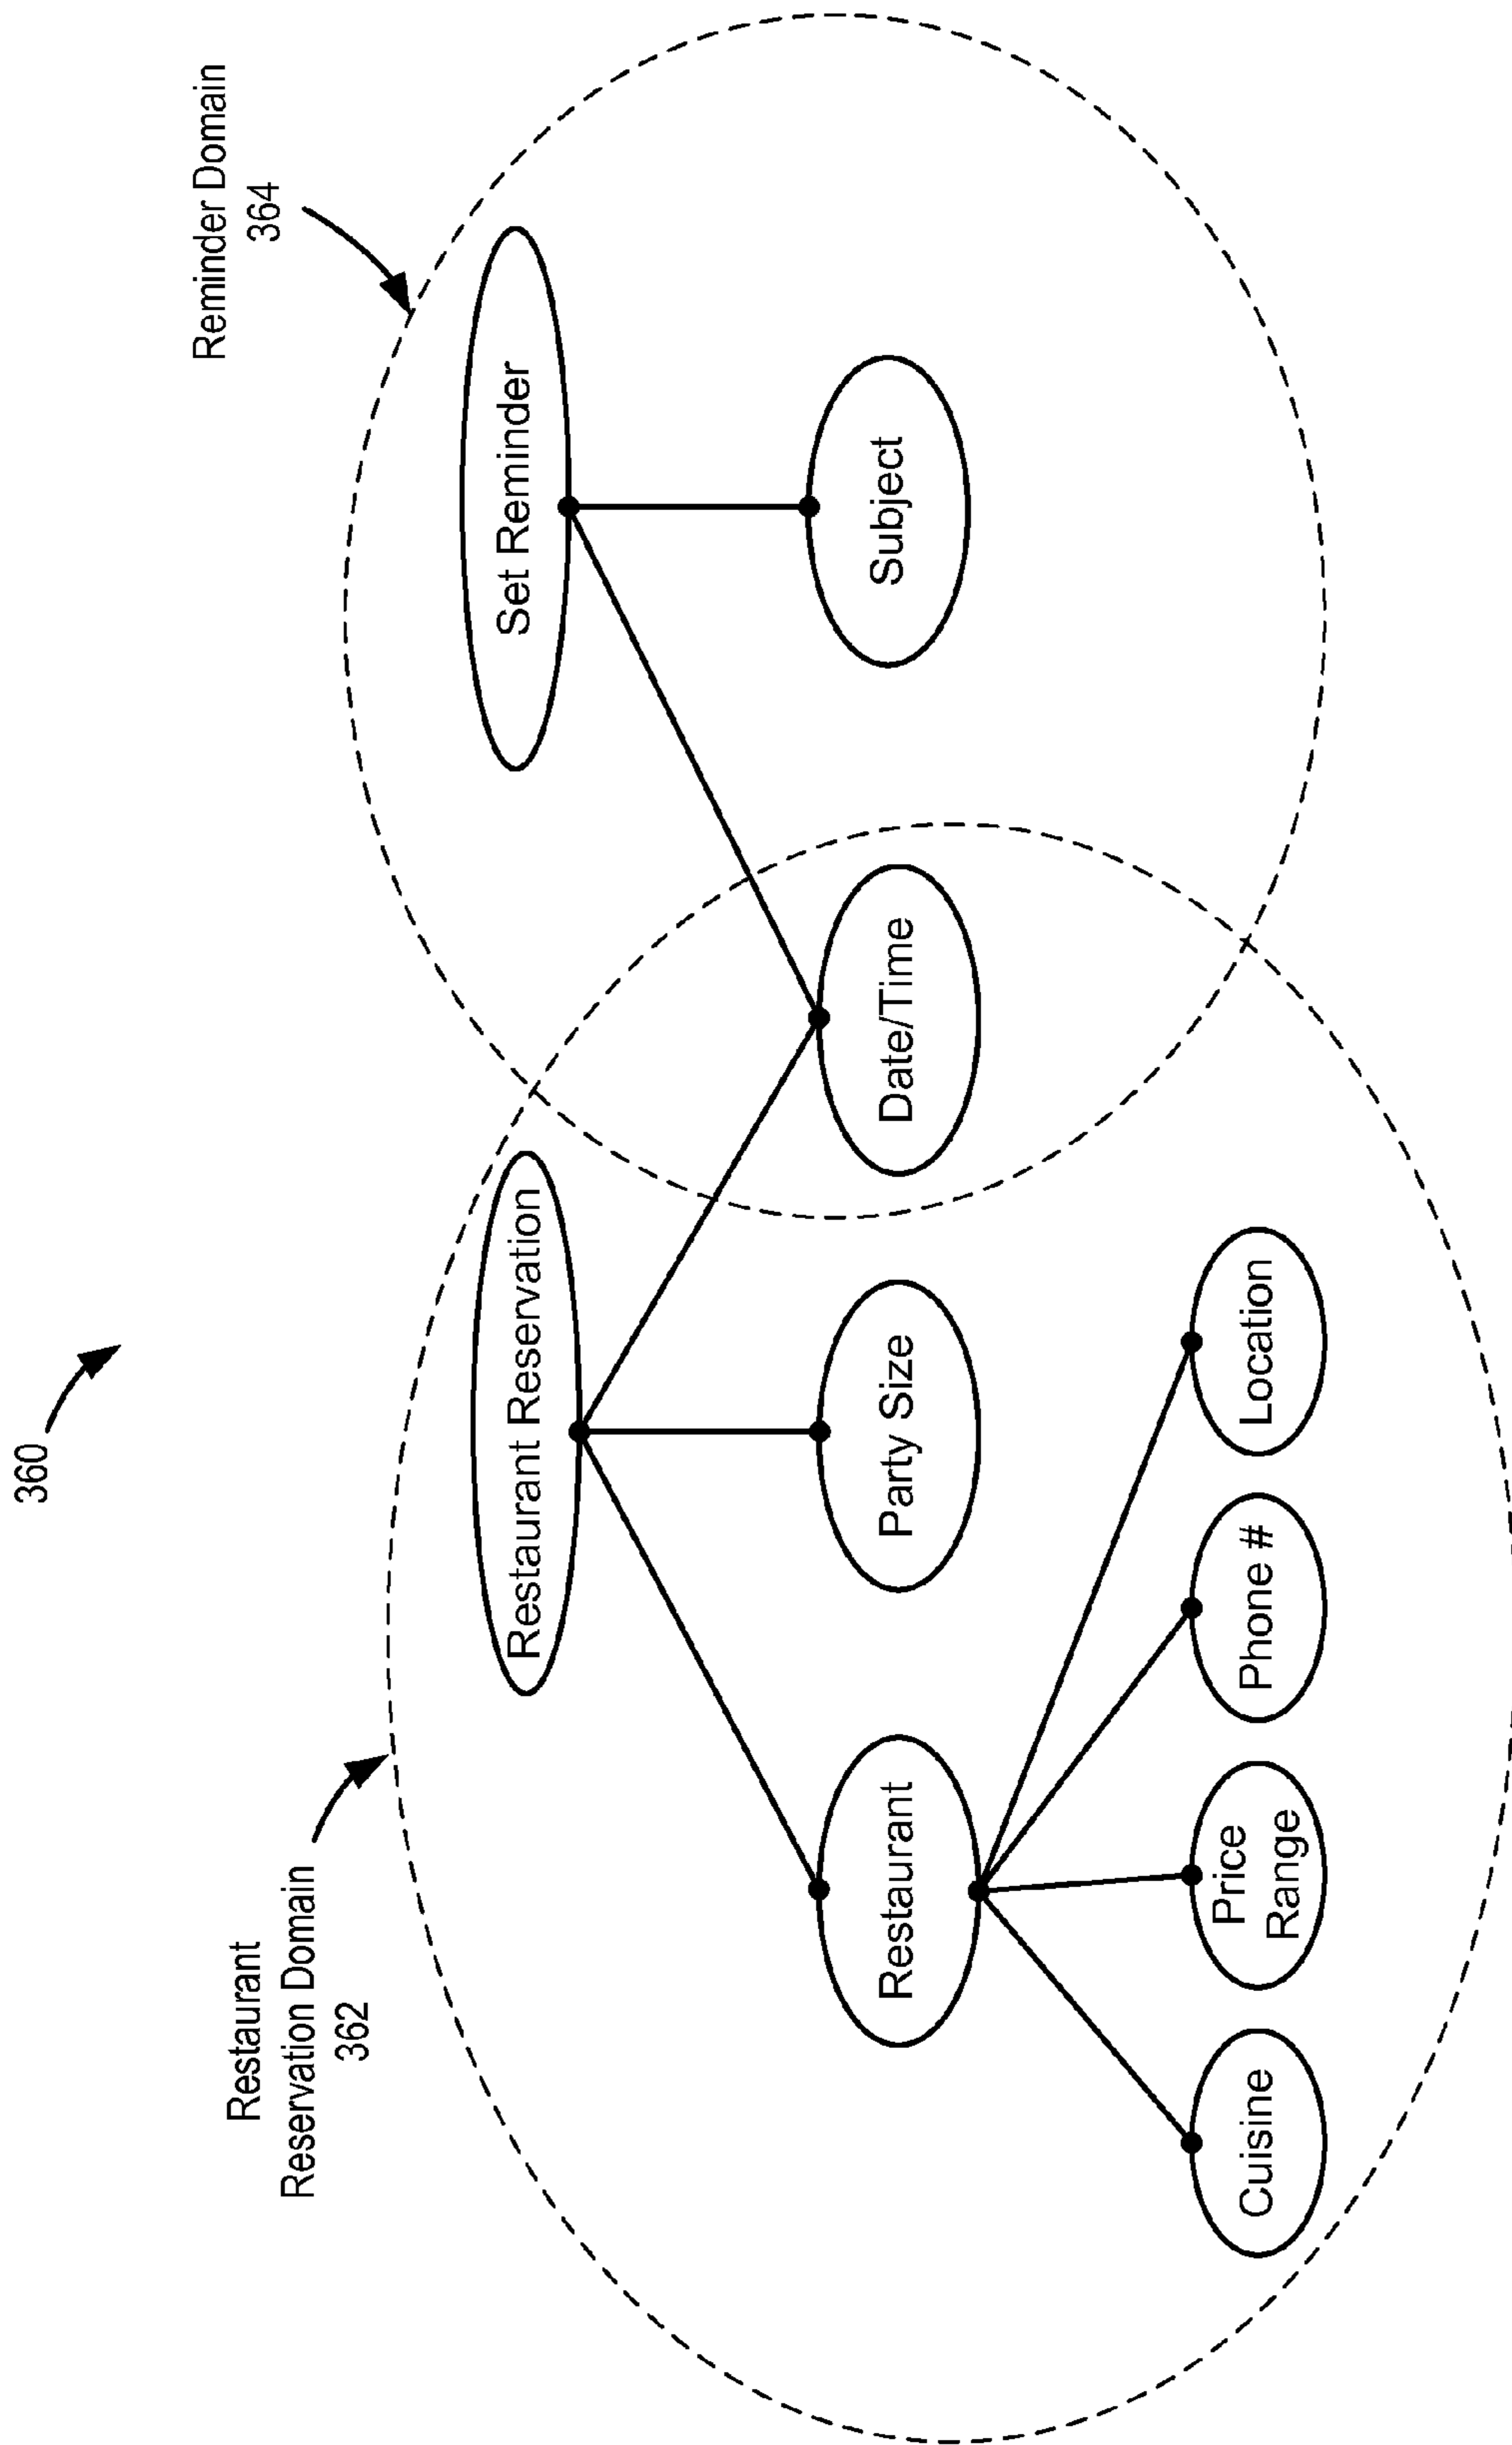 360
Restaurant
Reservation Domain
362
Reminder Domain
364
Restaurant Reservation
Set Reminder
Restaurant
Party Size
Date/Time
Subject
Cuisine
Price
Range
Phone #
Location